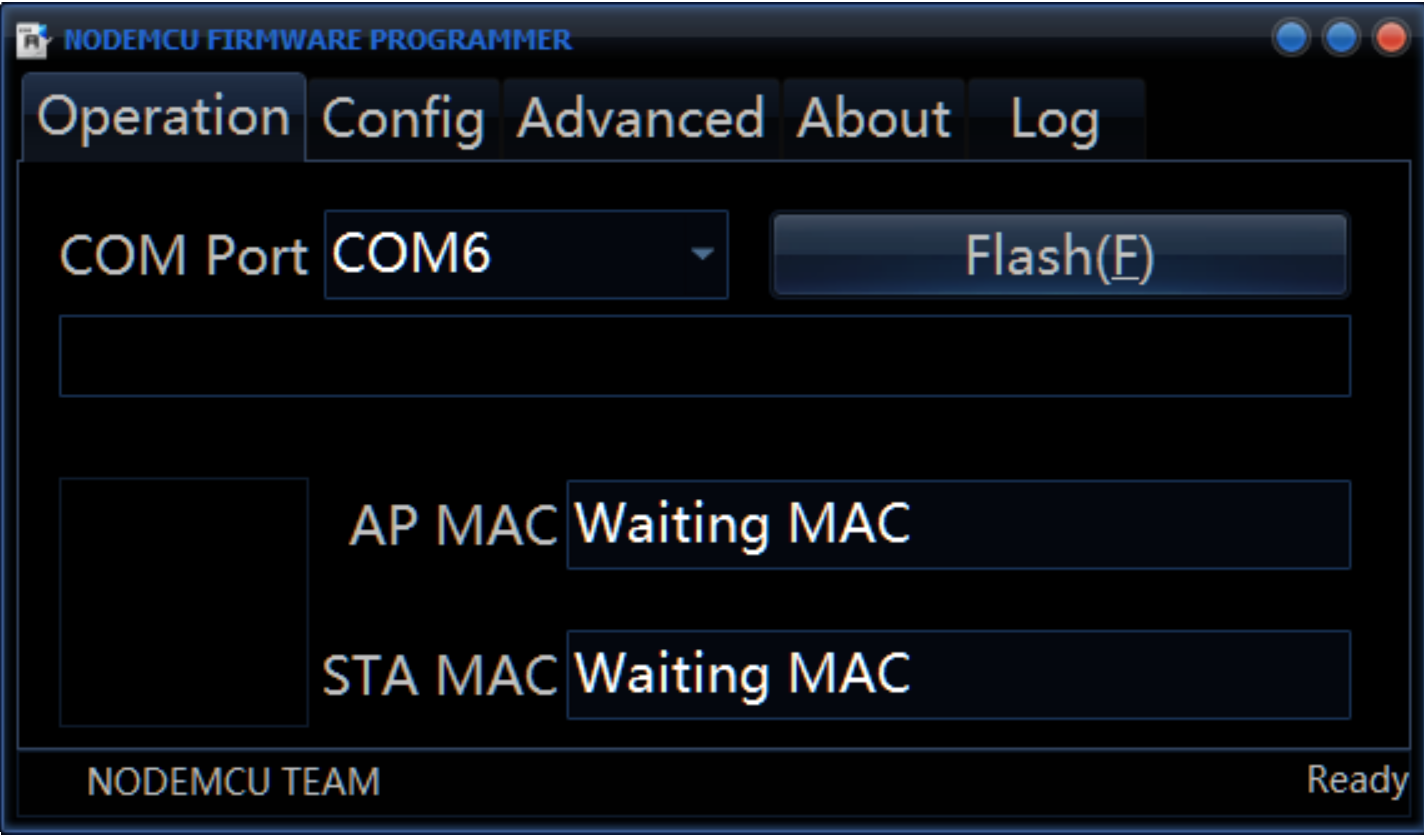 NODEMCU FIRMWARE PROGRAMMER
Operation Config Advanced About Log
COM Port COM6 Flash(F)
AP MAC Waiting MAC
STA MAC Waiting MAC
NODEMCU TEAM Ready